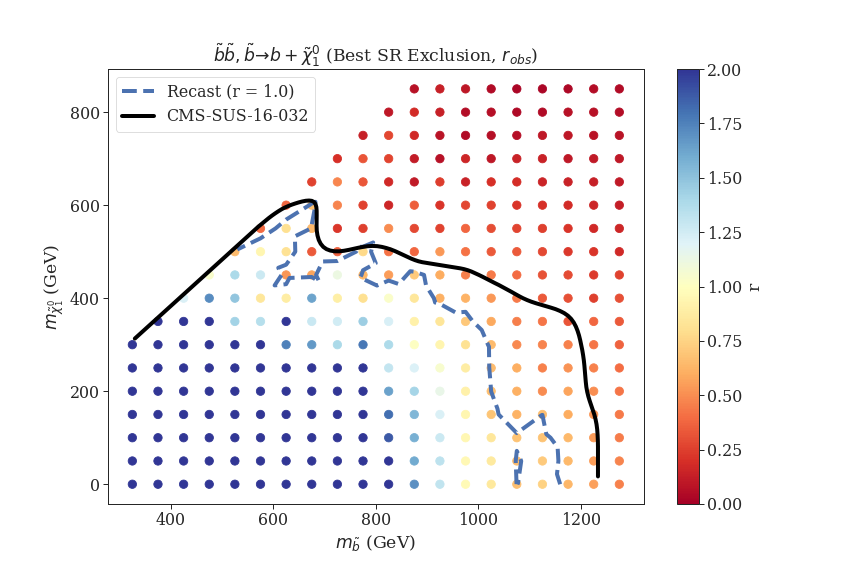 b̃b̃, b̃→b + χ̃₁⁰ (Best SR Exclusion, r_obs)
Recast (r = 1.0)
CMS-SUS-16-032
m_χ̃₁⁰ (GeV)
800
600
400
200
0
400 600 800 1000 1200
m_b̃ (GeV)
2.00
1.75
1.50
1.25
1.00
0.75
0.50
0.25
0.00
r